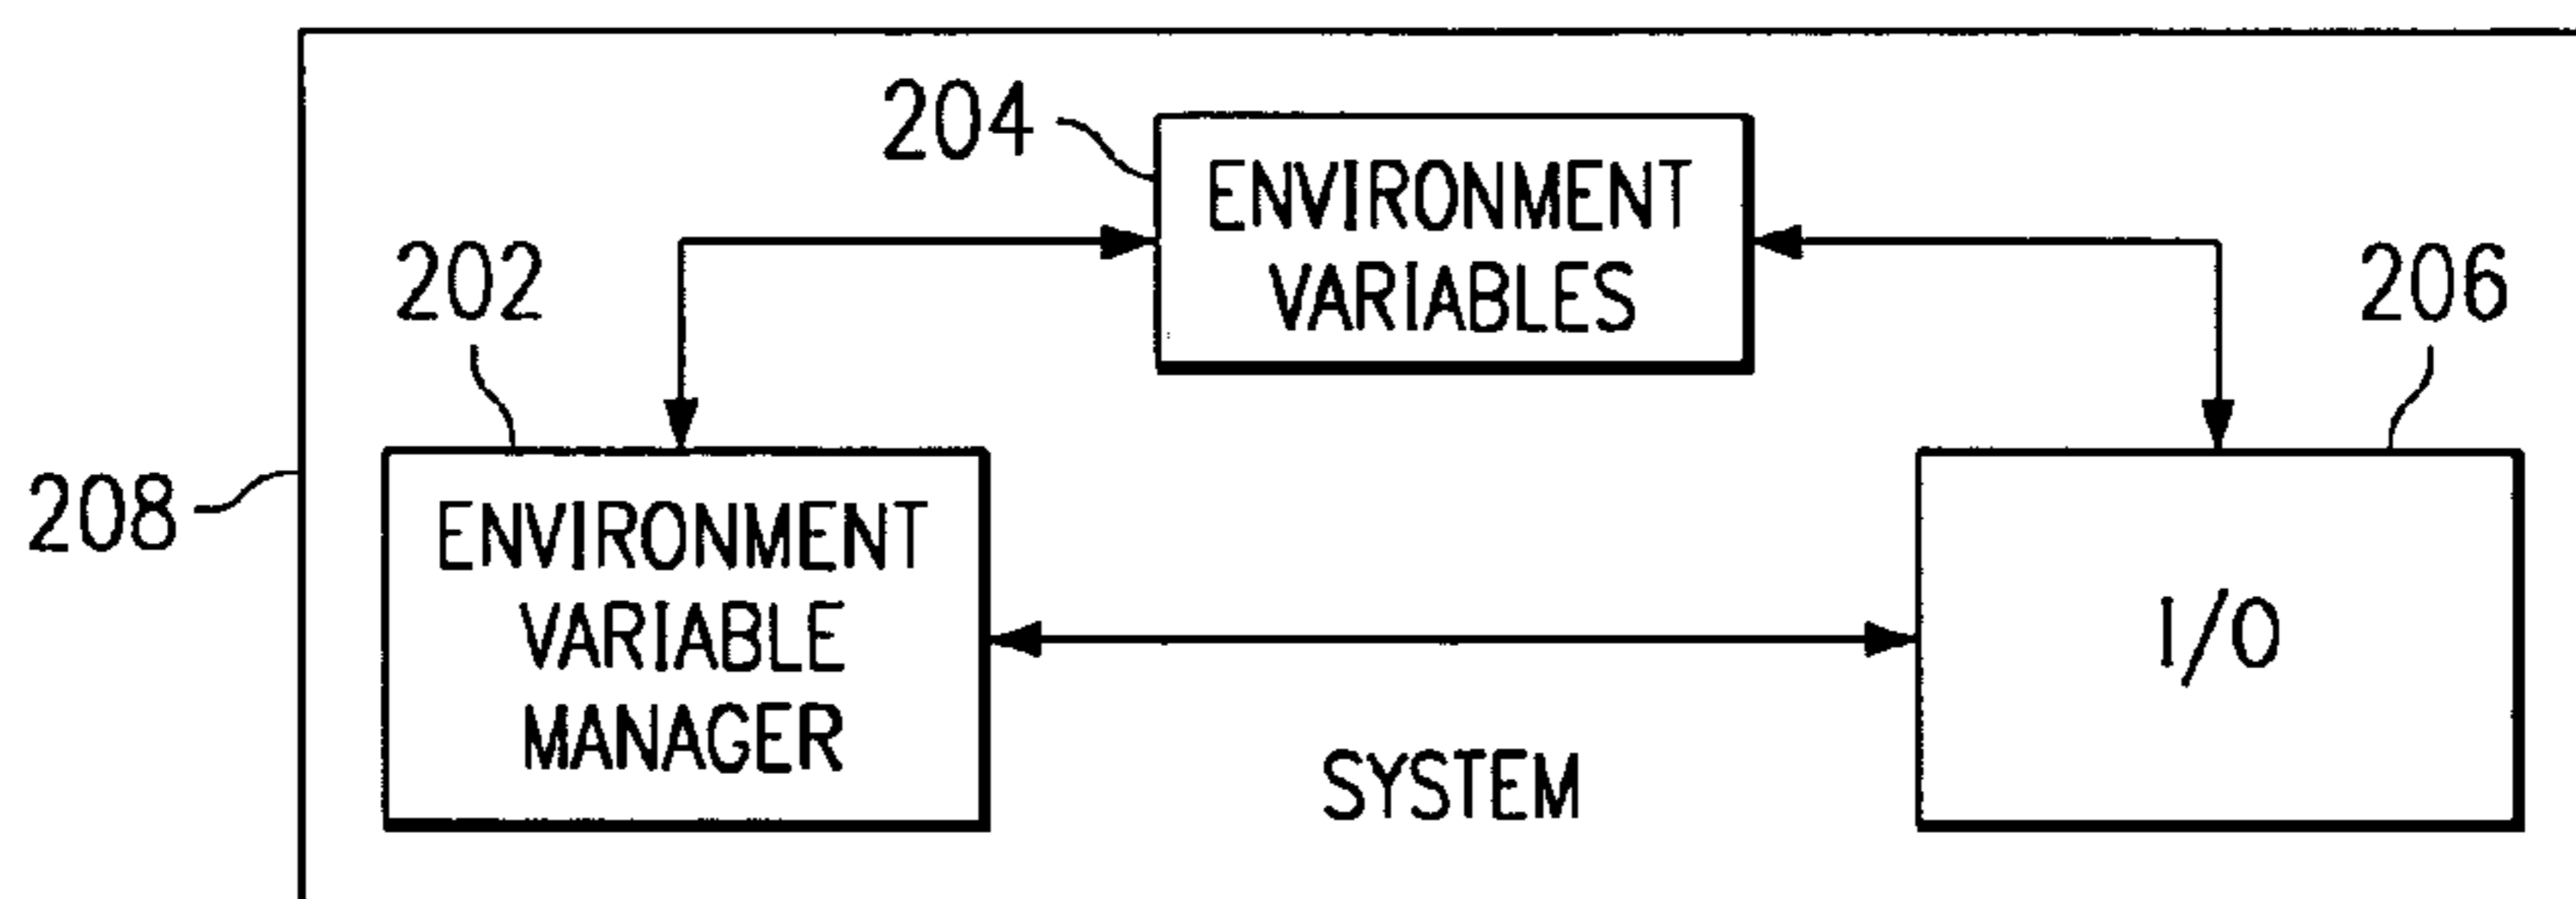 204
ENVIRONMENT
VARIABLES
202
206
208
ENVIRONMENT
VARIABLE
MANAGER
I/O
SYSTEM